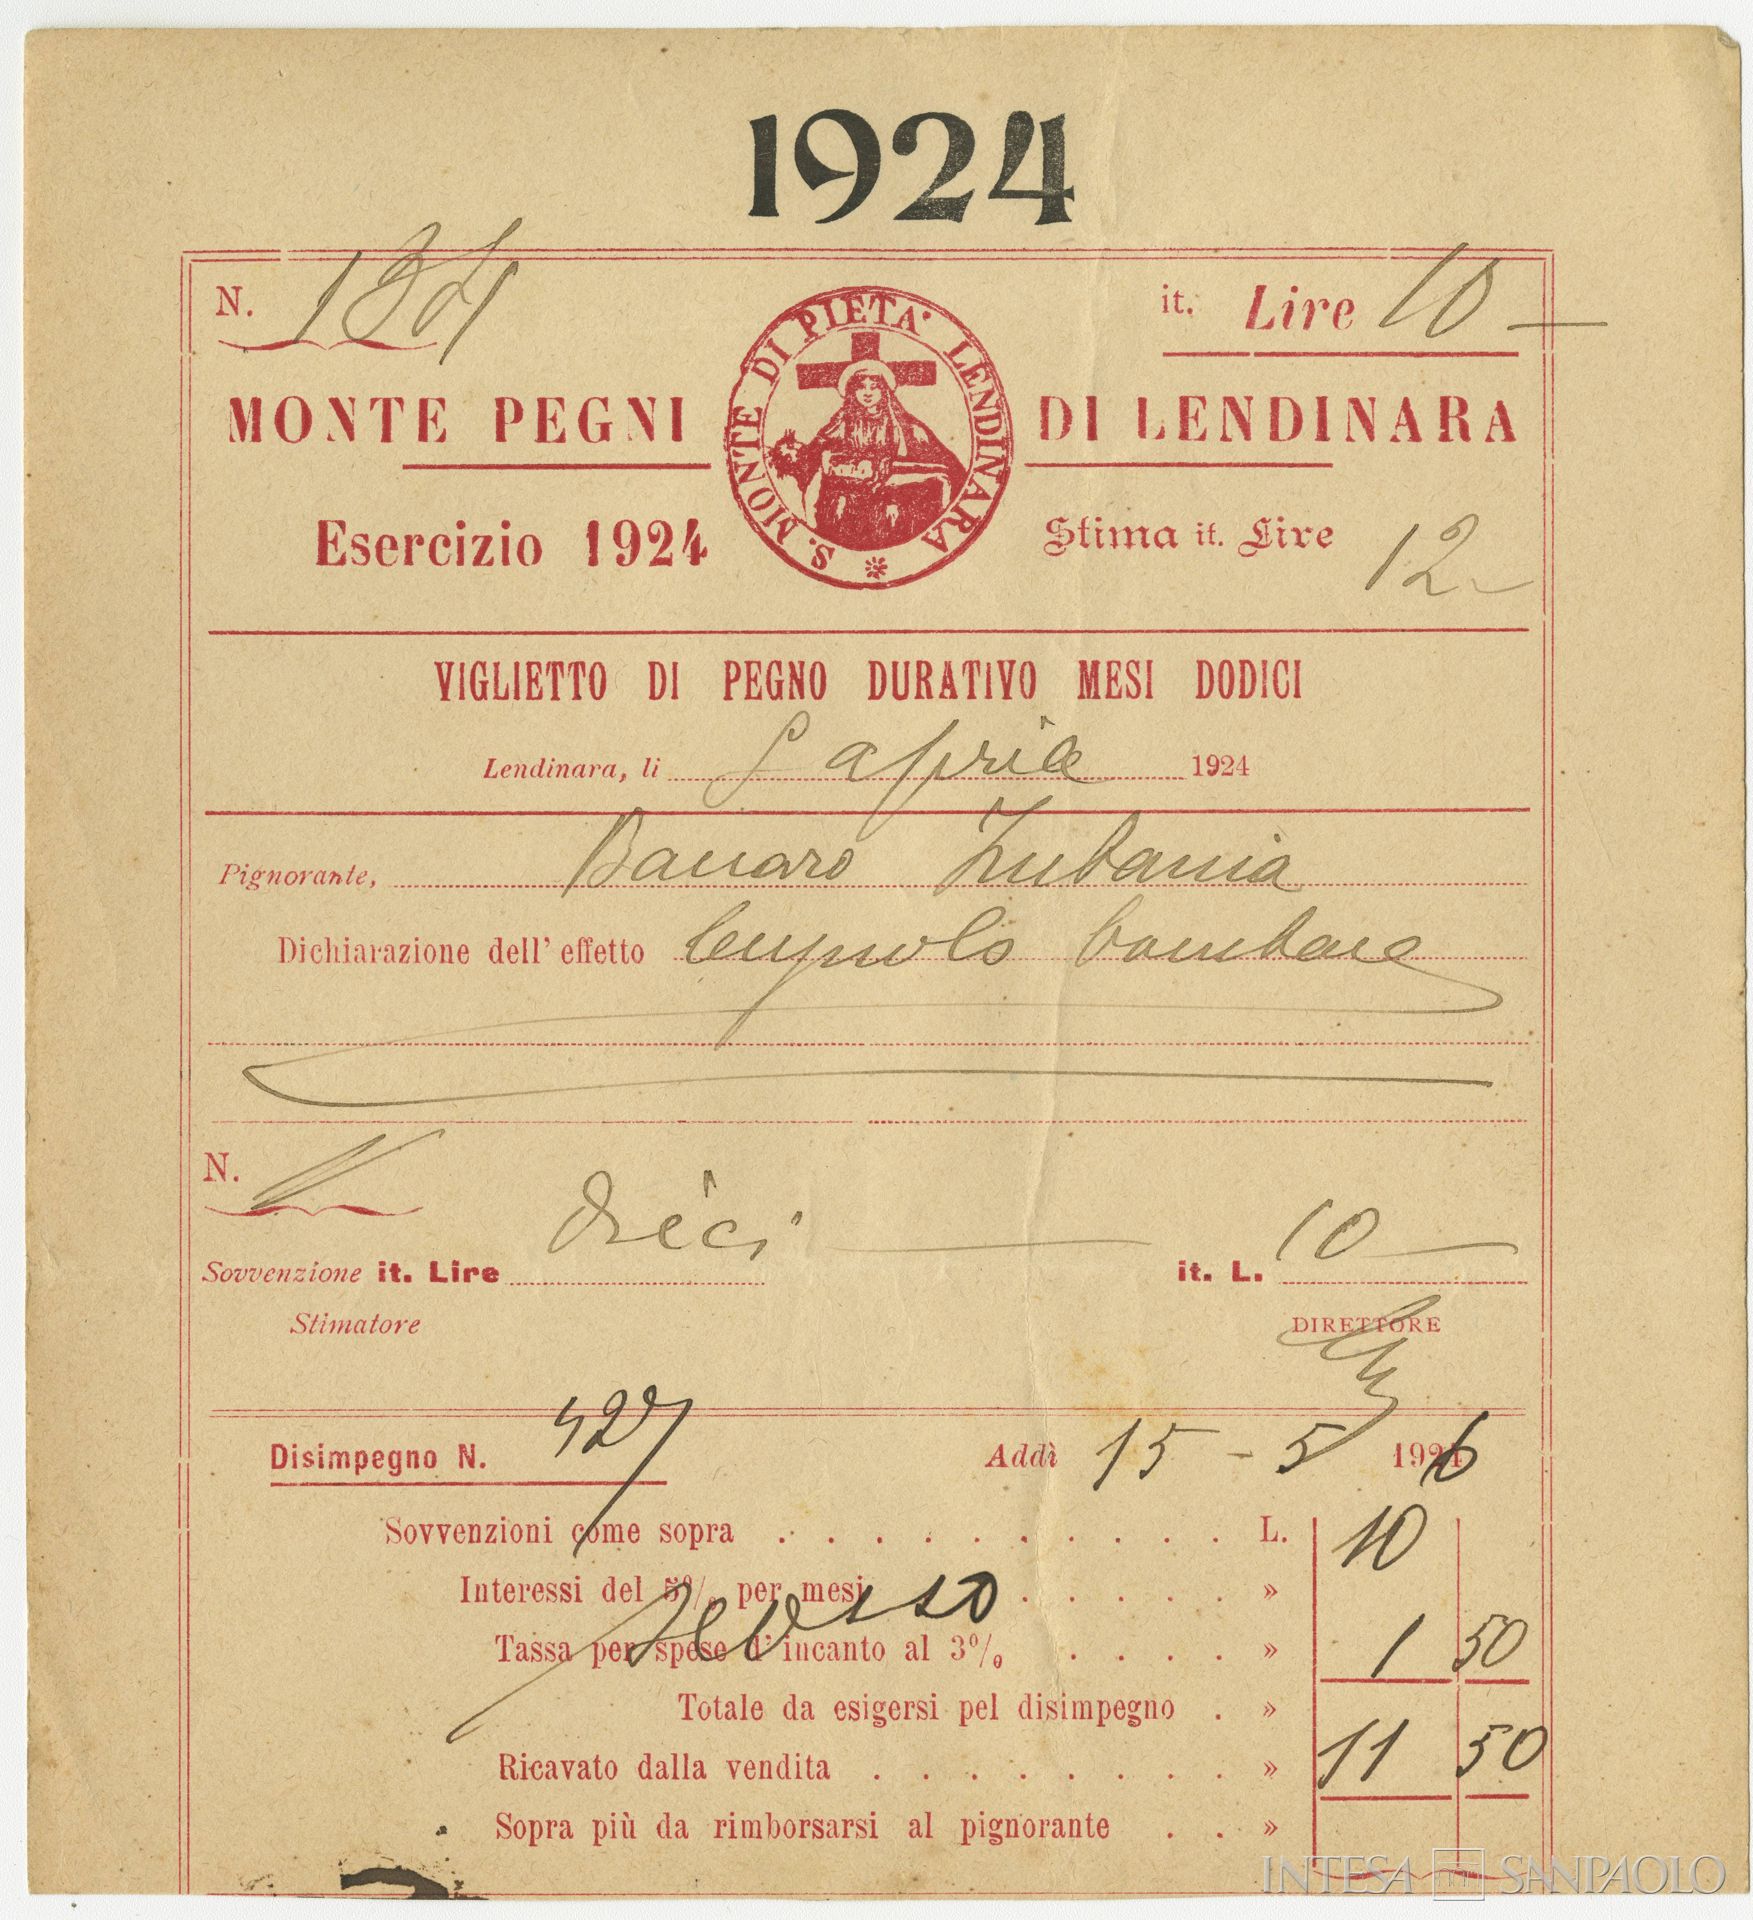 1924
N. 1374
it. Lire 10 —
S. MONTE DI PIETA' LENDINARA
MONTE PEGNI DI LENDINARA
Esercizio 1924
Stima it. Lire 12
VIGLIETTO DI PEGNO DURATIVO MESI DODICI
Lendinara, li aprile 1924
Pignorante,
Dichiarazione dell' effetto
N.
Sovvenzione it. Lire Dieci — it. L. 10 —
Stimatore DIRETTORE
Disimpegno N. 427 Addì 15 - 5 1926
Sovvenzioni come sopra . . . . . . . . . . L. 10
Interessi del 5% per mesi . . . . . »
Tassa per spese d' incanto al 3% . . . . » 1 50
Totale da esigersi pel disimpegno . »
Ricavato dalla vendita . . . . . . . . » 11 50
Sopra più da rimborsarsi al pignorante . . »
INTESA SANPAOLO